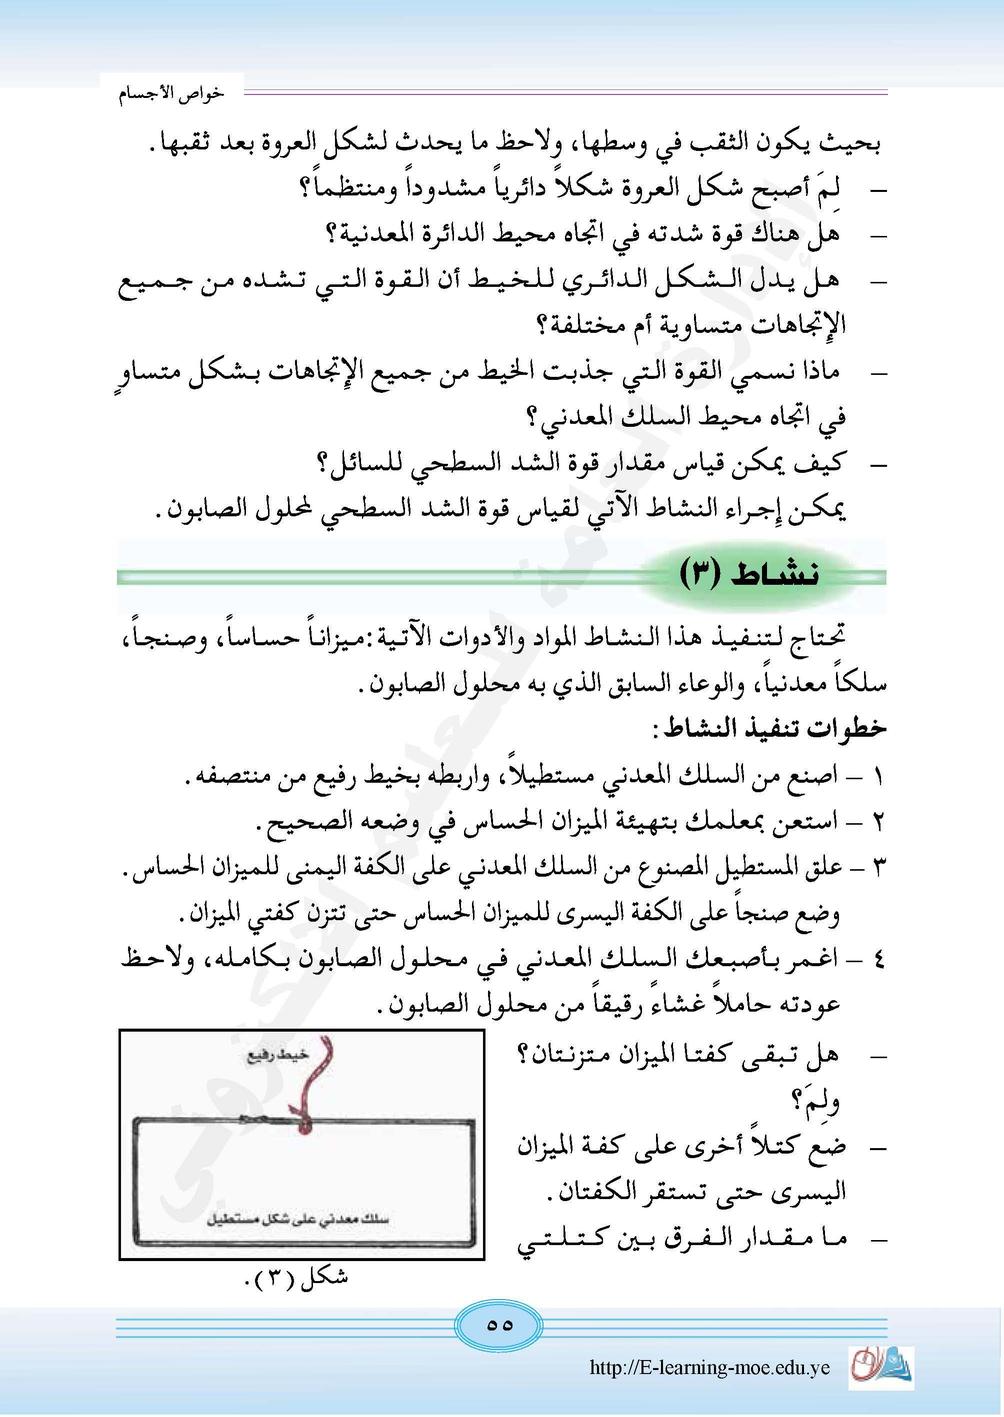 خواص الأجسام
بحيث يكون الثقب في وسطها، ولاحظ ما يحدث لشكل العروة بعد ثقبها.
– لِمَ أصبح شكل العروة شكلاً دائرياً مشدوداً ومنتظماً؟
– هل هناك قوة شدته في اتجاه محيط الدائرة المعدنية؟
– هل يدل الشكل الدائري للخيط أن القوة التي تشده من جميع
الإتجاهات متساوية أم مختلفة؟
– ماذا نسمي القوة التي جذبت الخيط من جميع الإتجاهات بشكل متساوٍ
في اتجاه محيط السلك المعدني؟
– كيف يمكن قياس مقدار قوة الشد السطحي للسائل؟
يمكن إجراء النشاط الآتي لقياس قوة الشد السطحي لمحلول الصابون.
نشاط (٣)
تحتاج لتنفيذ هذا النشاط المواد والأدوات الآتية: ميزاناً حساساً، وصنجاً،
سلكاً معدنياً، والوعاء السابق الذي به محلول الصابون.
خطوات تنفيذ النشاط:
١ – اصنع من السلك المعدني مستطيلاً، واربطه بخيط رفيع من منتصفه.
٢ – استعن بمعلمك بتهيئة الميزان الحساس في وضعه الصحيح.
٣ – علق المستطيل المصنوع من السلك المعدني على الكفة اليمنى للميزان الحساس.
وضع صنجاً على الكفة اليسرى للميزان الحساس حتى تتزن كفتي الميزان.
٤ – اغمر بأصبعك السلك المعدني في محلول الصابون بكامله، ولاحظ
عودته حاملاً غشاءً رقيقاً من محلول الصابون.
– هل تبقى كفتا الميزان متزنتان؟
ولِمَ؟
– ضع كتلاً أخرى على كفة الميزان
اليسرى حتى تستقر الكفتان.
– ما مقدار الفرق بين كتلتي
خيط رفيع
سلك معدني على شكل مستطيل
شكل (٣).
٥٥
http://E-learning-moe.edu.ye
الإدارة العامة للتعليم الالكتروني